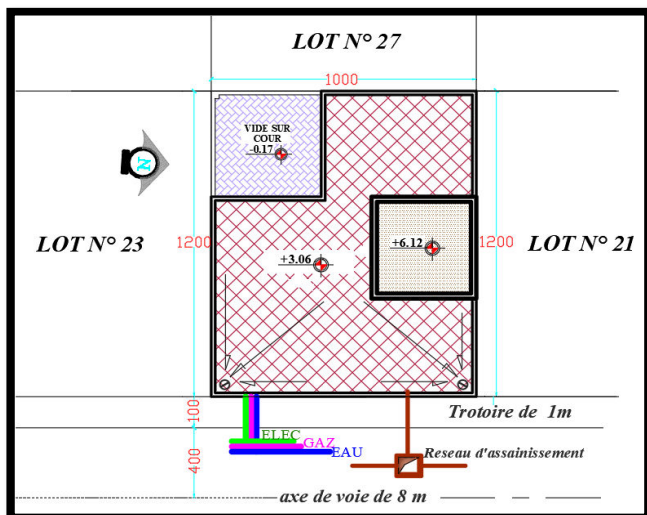 LOT N° 27
1000
VIDE SUR
COUR
-0.17
N
LOT N° 23
1200
+3.06
+6.12
1200
LOT N° 21
100
Trotoire de 1m
ELEC
GAZ
EAU
Reseau d'assainissement
400
axe de voie de 8 m